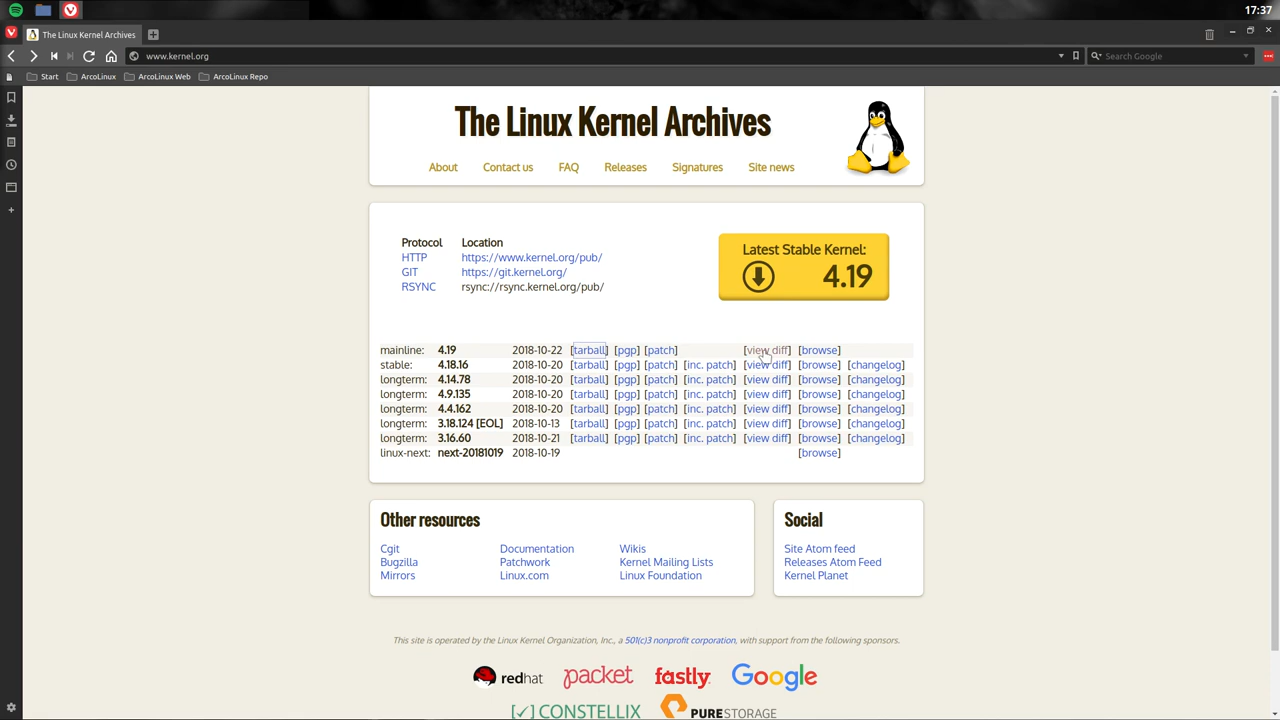 17:37
The Linux Kernel Archives
www.kernel.org
Search Google
Start ArcoLinux ArcoLinux Web ArcoLinux Repo
The Linux Kernel Archives
About Contact us FAQ Releases Signatures Site news
Protocol Location
HTTP https://www.kernel.org/pub/
GIT https://git.kernel.org/
RSYNC rsync://rsync.kernel.org/pub/
Latest Stable Kernel:
4.19
mainline: 4.19 2018-10-22 [tarball] [pgp] [patch] [view diff] [browse]
stable: 4.18.16 2018-10-20 [tarball] [pgp] [patch] [inc. patch] [view diff] [browse] [changelog]
longterm: 4.14.78 2018-10-20 [tarball] [pgp] [patch] [inc. patch] [view diff] [browse] [changelog]
longterm: 4.9.135 2018-10-20 [tarball] [pgp] [patch] [inc. patch] [view diff] [browse] [changelog]
longterm: 4.4.162 2018-10-20 [tarball] [pgp] [patch] [inc. patch] [view diff] [browse] [changelog]
longterm: 3.18.124 [EOL] 2018-10-13 [tarball] [pgp] [patch] [inc. patch] [view diff] [browse] [changelog]
longterm: 3.16.60 2018-10-21 [tarball] [pgp] [patch] [inc. patch] [view diff] [browse] [changelog]
linux-next: next-20181019 2018-10-19 [browse]
Other resources
Cgit Documentation Wikis
Bugzilla Patchwork Kernel Mailing Lists
Mirrors Linux.com Linux Foundation
Social
Site Atom feed
Releases Atom Feed
Kernel Planet
This site is operated by the Linux Kernel Organization, Inc., a 501(c)3 nonprofit corporation, with support from the following sponsors.
redhat packet fastly Google
CONSTELLIX PURESTORAGE